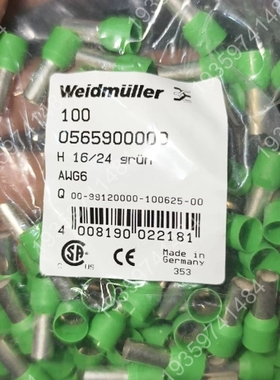 Weidmüller
100
0565900000
H 16/24 grün
AWG6
Q 00-99120000-100625-00
4 008190 022181
Made in
Germany
353